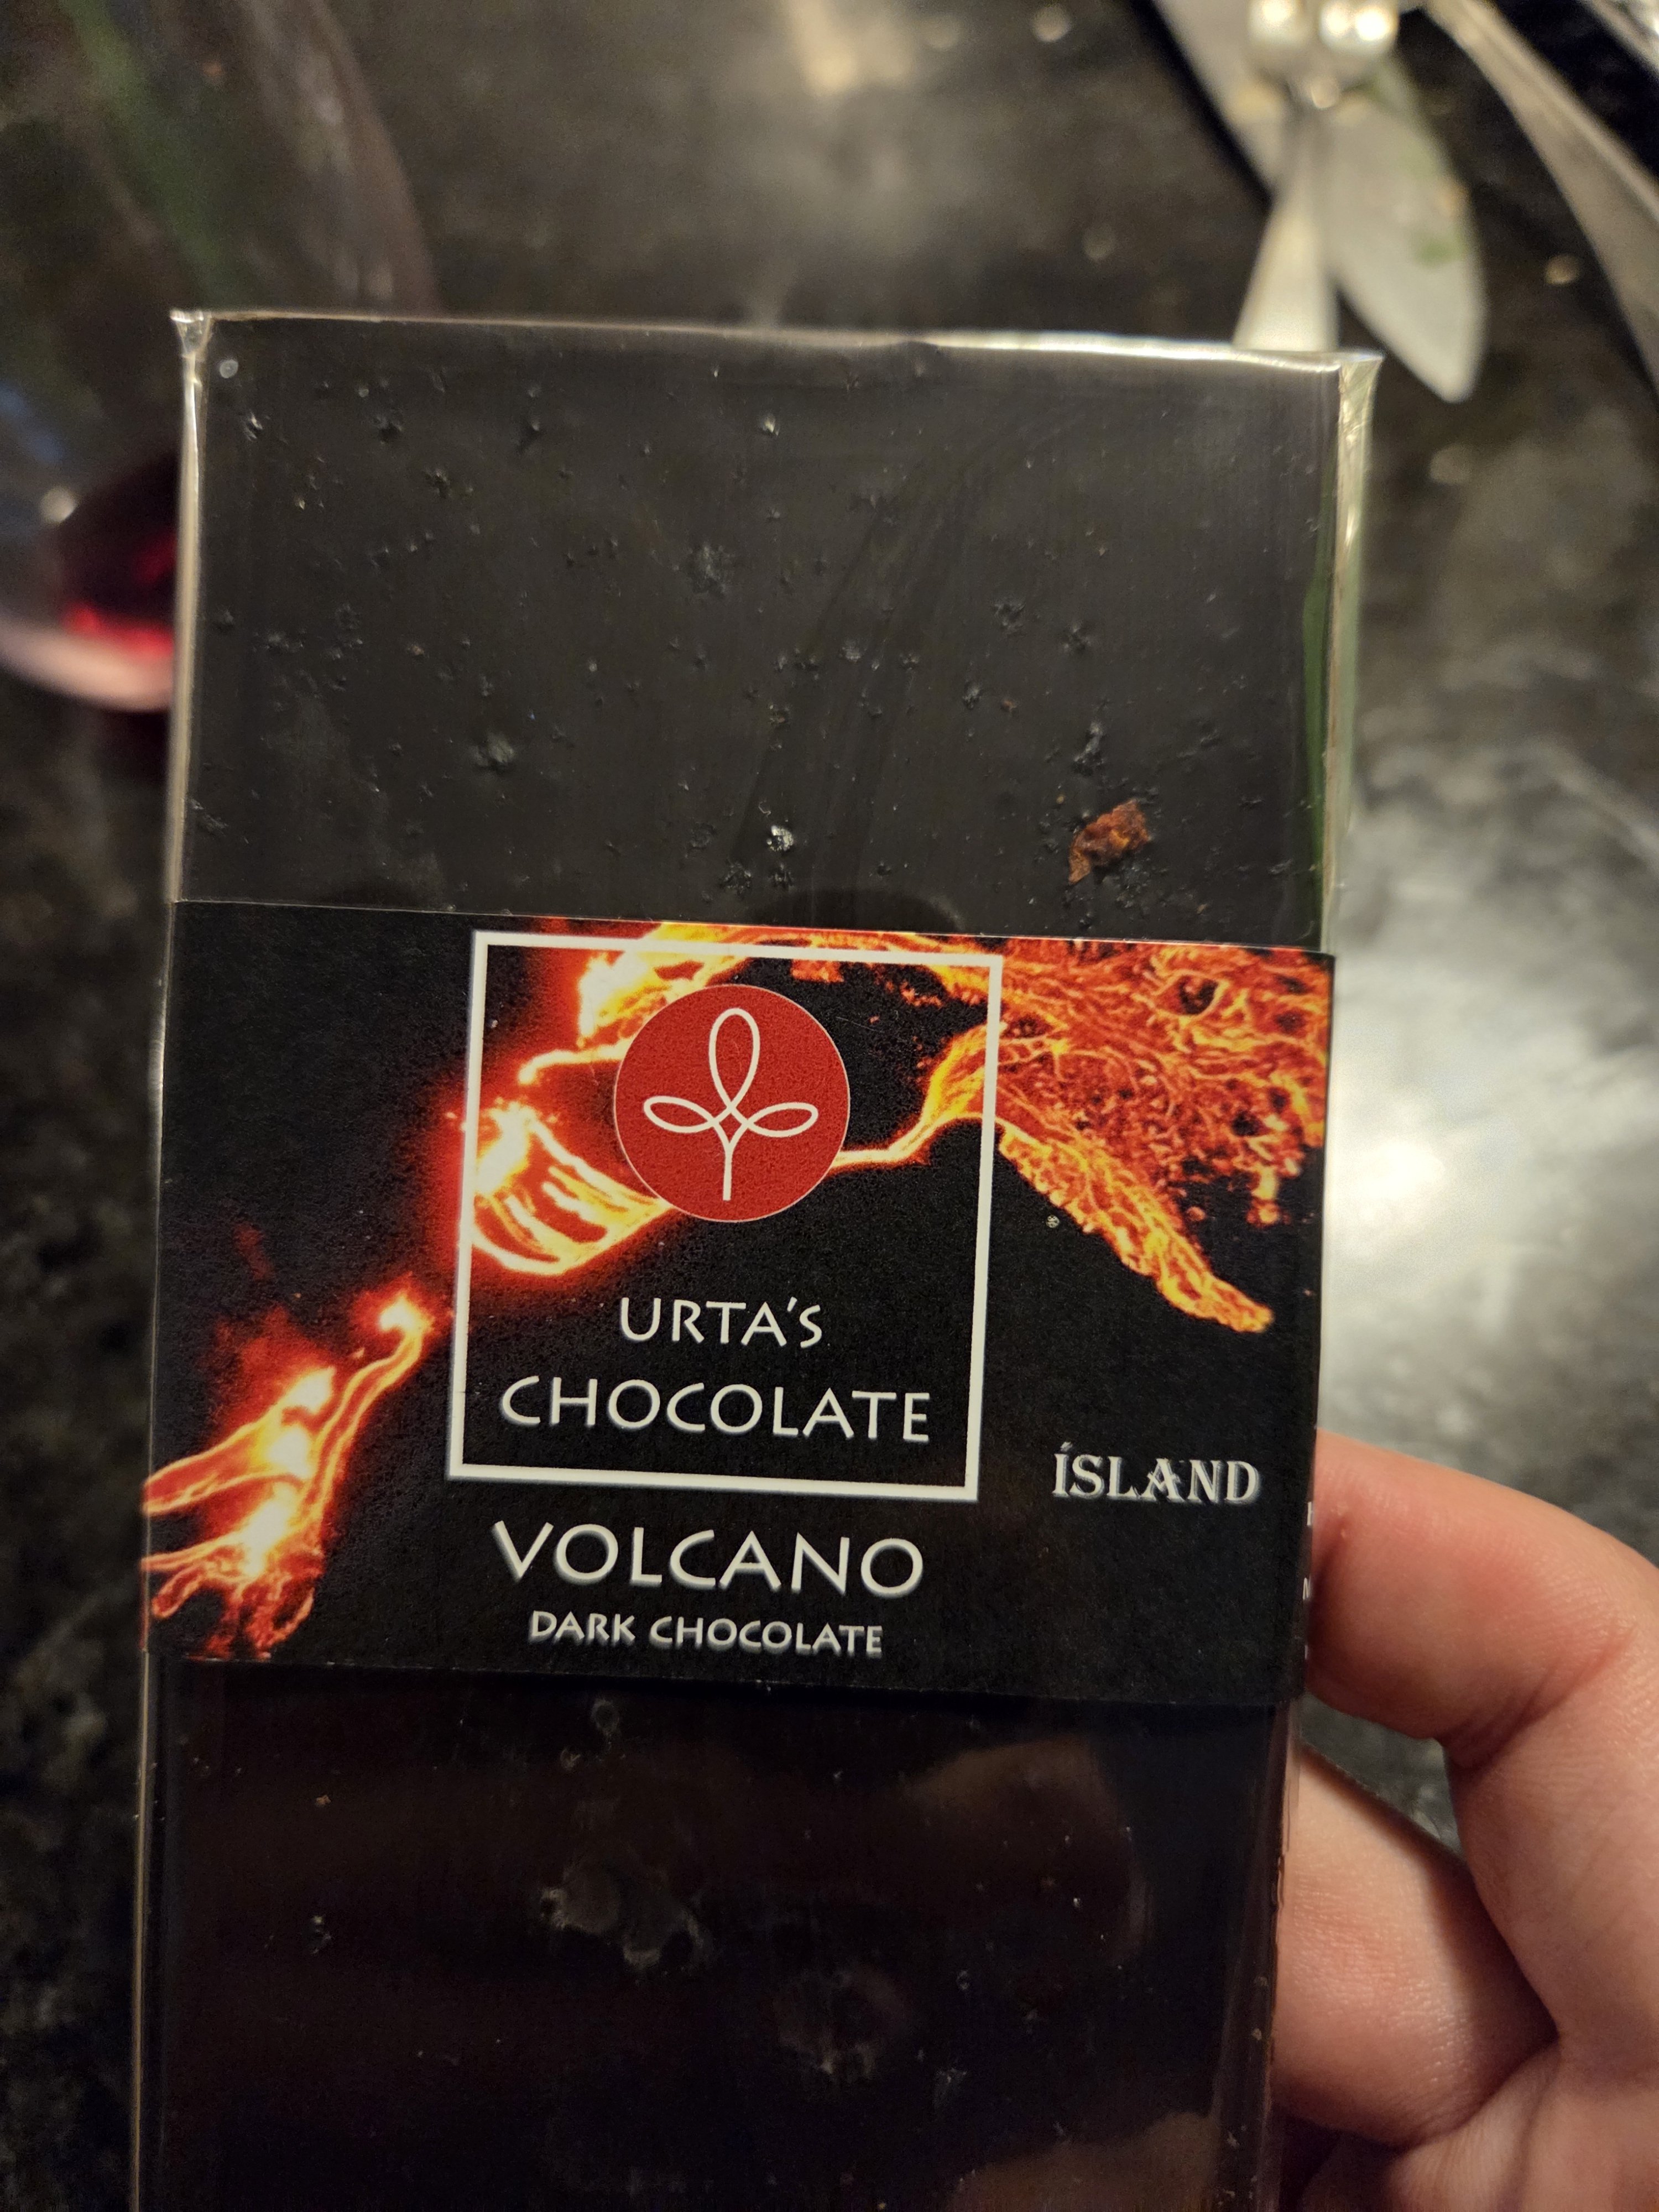 URTA'S
CHOCOLATE
ÍSLAND
VOLCANO
DARK CHOCOLATE